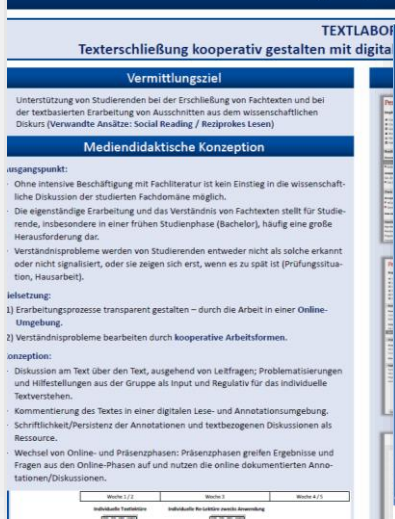 TEXTLABOR
Texterschließung kooperativ gestalten mit digital
Vermittlungsziel
Unterstützung von Studierenden bei der Erschließung von Fachtexten und bei
der textbasierten Erarbeitung von Ausschnitten aus dem wissenschaftlichen
Diskurs (Verwandte Ansätze: Social Reading / Reziprokes Lesen)
Mediendidaktische Konzeption
usgangspunkt:
Ohne intensive Beschäftigung mit Fachliteratur ist kein Einstieg in die wissenschaft-
liche Diskussion der studierten Fachdomäne möglich.
Die eigenständige Erarbeitung und das Verständnis von Fachtexten stellt für Studie-
rende, insbesondere in einer frühen Studienphase (Bachelor), häufig eine große
Herausforderung dar.
Verständnisprobleme werden von Studierenden entweder nicht als solche erkannt
oder nicht signalisiert, oder sie zeigen sich erst, wenn es zu spät ist (Prüfungssitua-
tion, Hausarbeit).
ielsetzung:
1) Erarbeitungsprozesse transparent gestalten – durch die Arbeit in einer Online-
Umgebung.
2) Verständnisprobleme bearbeiten durch kooperative Arbeitsformen.
onzeption:
Diskussion am Text über den Text, ausgehend von Leitfragen; Problematisierungen
und Hilfestellungen aus der Gruppe als Input und Regulativ für das individuelle
Textverstehen.
Kommentierung des Textes in einer digitalen Lese- und Annotationsumgebung.
Schriftlichkeit/Persistenz der Annotationen und textbezogenen Diskussionen als
Ressource.
Wechsel von Online- und Präsenzphasen: Präsenzphasen greifen Ergebnisse und
Fragen aus den Online-Phasen auf und nutzen die online dokumentierten Anno-
tationen/Diskussionen.
Woche 1 / 2 Woche 3 Woche 4 / 5
Individuelle Textlektüre Individuelle Re-Lektüre zwecks Anwendung